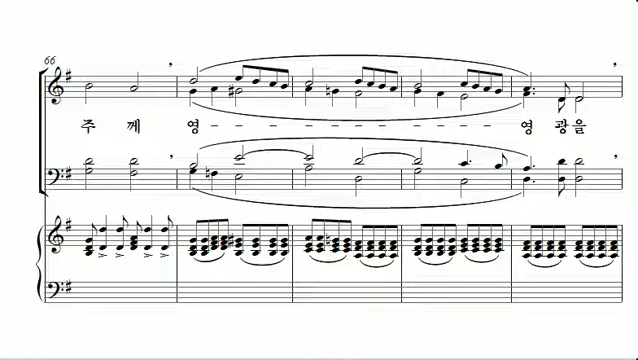 66
주 께 영 - - - - - - - - - - 영 광 을